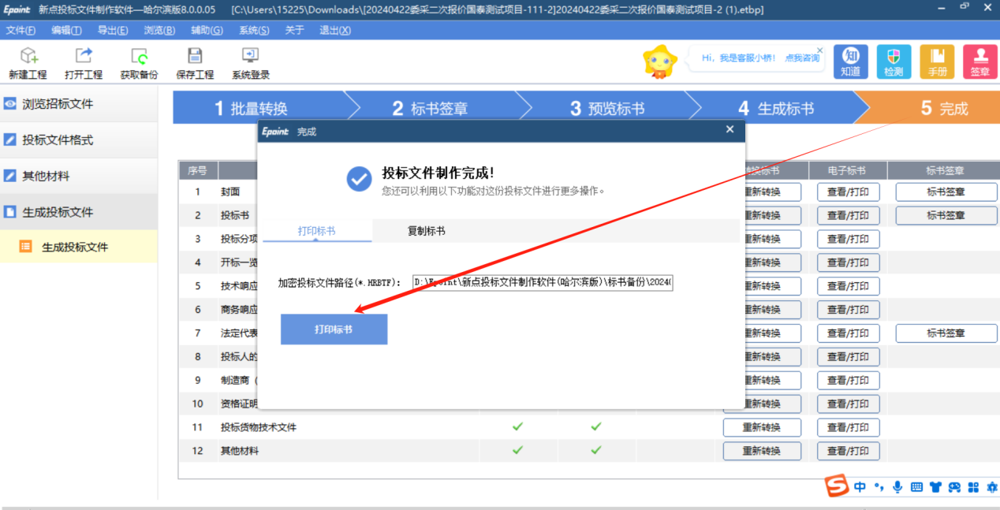 Epoint 新点投标文件制作软件—哈尔滨版8.0.0.05 [C:\Users\15225\Downloads\[20240422委采二次报价国泰测试项目-111-2]20240422委采二次报价国泰测试项目-2 (1).etbp]
文件(F) 编辑(T) 导出(E) 浏览(B) 辅助(G) 系统(S) 关于 退出(X)
新建工程 打开工程 获取备份 保存工程 系统登录
Hi，我是客服小桥！ 点我咨询
知 知道 检测 手册 签章
浏览招标文件
投标文件格式
其他材料
生成投标文件
生成投标文件
1 批量转换 2 标书签章 3 预览标书 4 生成标书 5 完成
Epoint 完成
投标文件制作完成！
您还可以利用以下功能对这份投标文件进行更多操作。
打印标书 复制标书
加密投标文件路径(*.HRBTF): D:\Epoint\新点投标文件制作软件(哈尔滨版)\标书备份\2024(
打印标书
序号 转换标书 电子标书 标书签章
1 封面 重新转换 查看/打印 标书签章
2 投标书 重新转换 查看/打印 标书签章
3 投标分项 重新转换 查看/打印
4 开标一览 重新转换 查看/打印
5 技术响应 重新转换 查看/打印
6 商务响应 重新转换 查看/打印
7 法定代表 重新转换 查看/打印 标书签章
8 投标人的 重新转换 查看/打印
9 制造商（ 重新转换 查看/打印
10 资格证明 重新转换 查看/打印
11 投标货物技术文件 重新转换 查看/打印
12 其他材料 重新转换 查看/打印
S 中